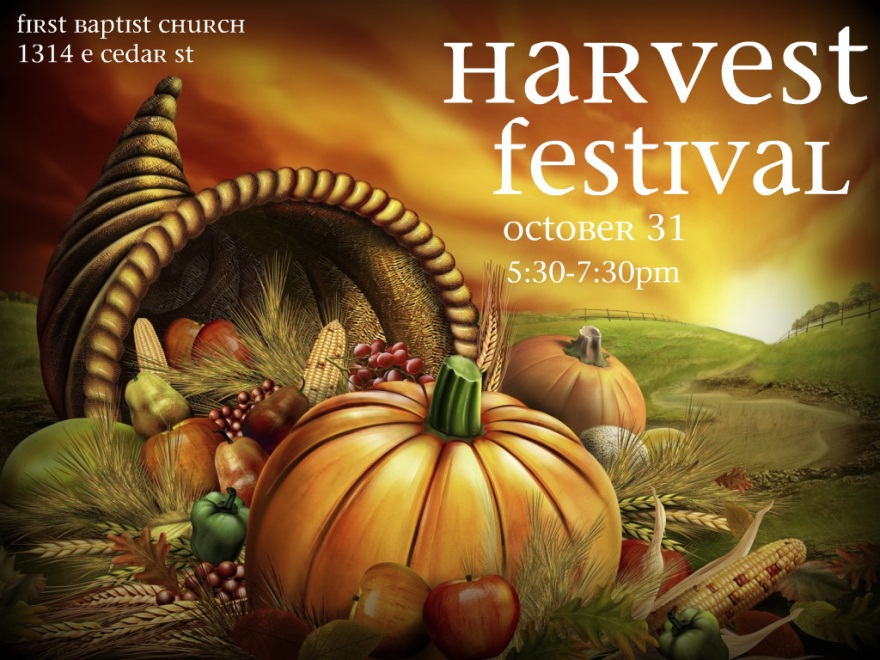 first Baptist Church
1314 e cedar st
Harvest
festival
october 31
5:30-7:30pm